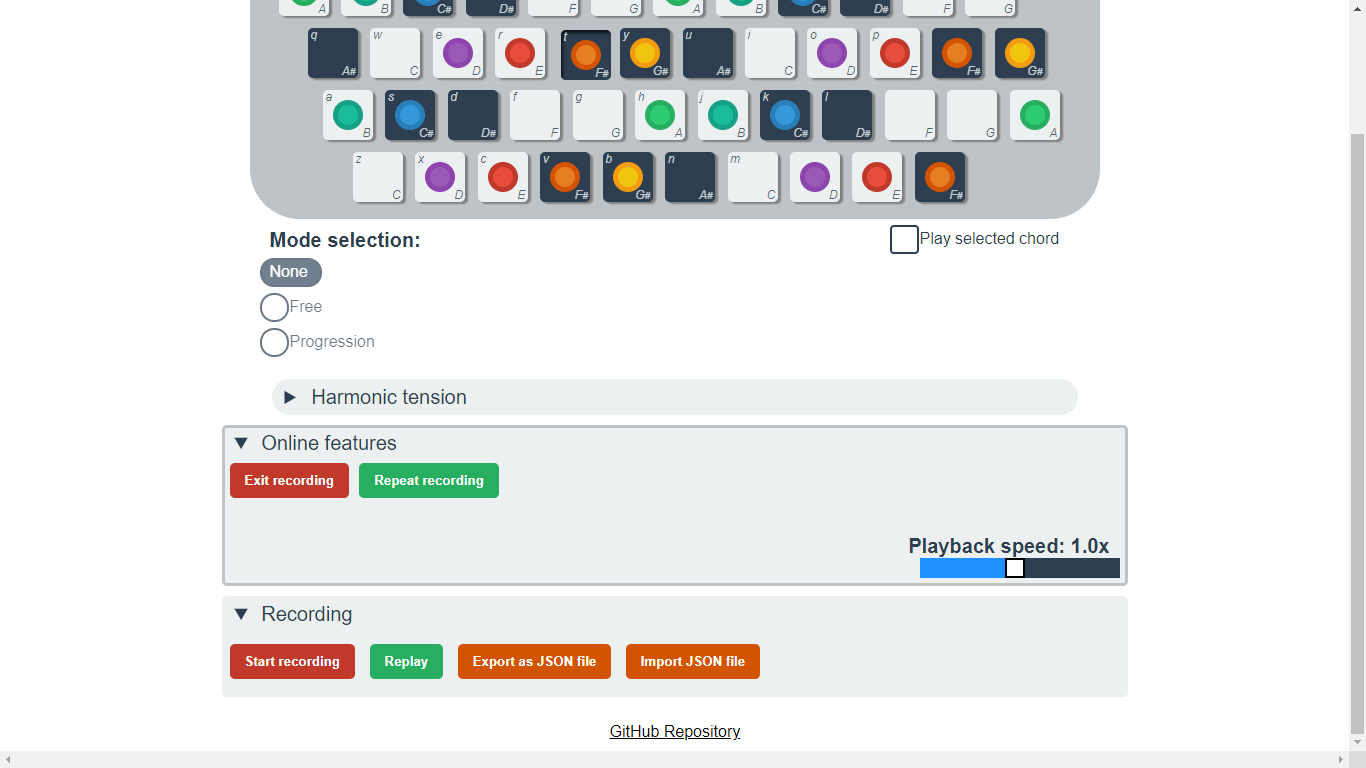 A B C# D# F G A B C# D# F G
q A# w C e D r E t F# y G# u A# i C o D p E F# G#
a B s C# d D# f F g G h A j B k C# l D# F G A
z C x D c E v F# b G# n A# m C D E F#
Mode selection:
Play selected chord
None
Free
Progression
Harmonic tension
Online features
Exit recording Repeat recording
Playback speed: 1.0x
Recording
Start recording Replay Export as JSON file Import JSON file
GitHub Repository